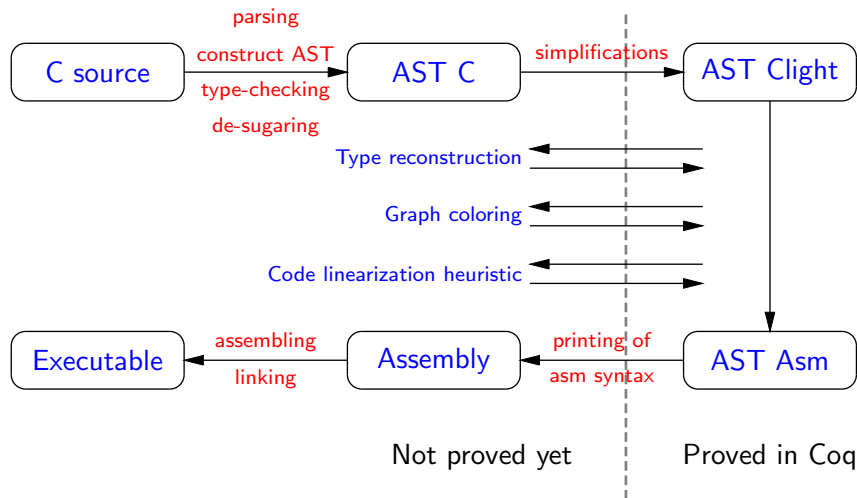 parsing
C source
construct AST
type-checking
de-sugaring
AST C
simplifications
AST Clight
Type reconstruction
Graph coloring
Code linearization heuristic
Executable
assembling
linking
Assembly
printing of
asm syntax
AST Asm
Not proved yet
Proved in Coq